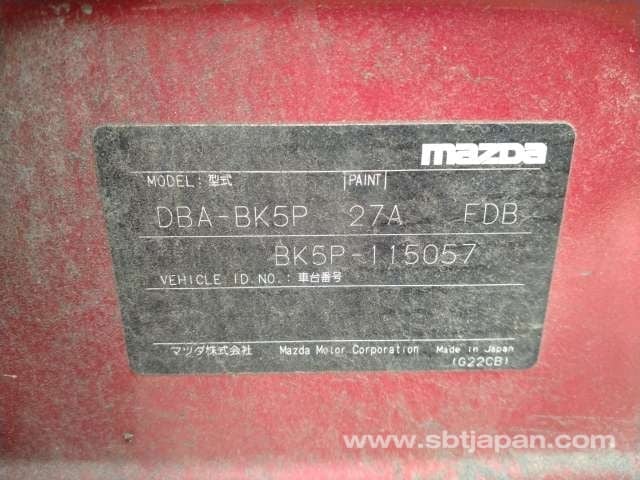 mazda
MODEL: 型式 PAINT
DBA-BK5P 27A FDB
BK5P-115057
VEHICLE ID.NO.: 車台番号
マツダ株式会社 Mazda Motor Corporation Made in Japan
(G22CB)
www.sbtjapan.com